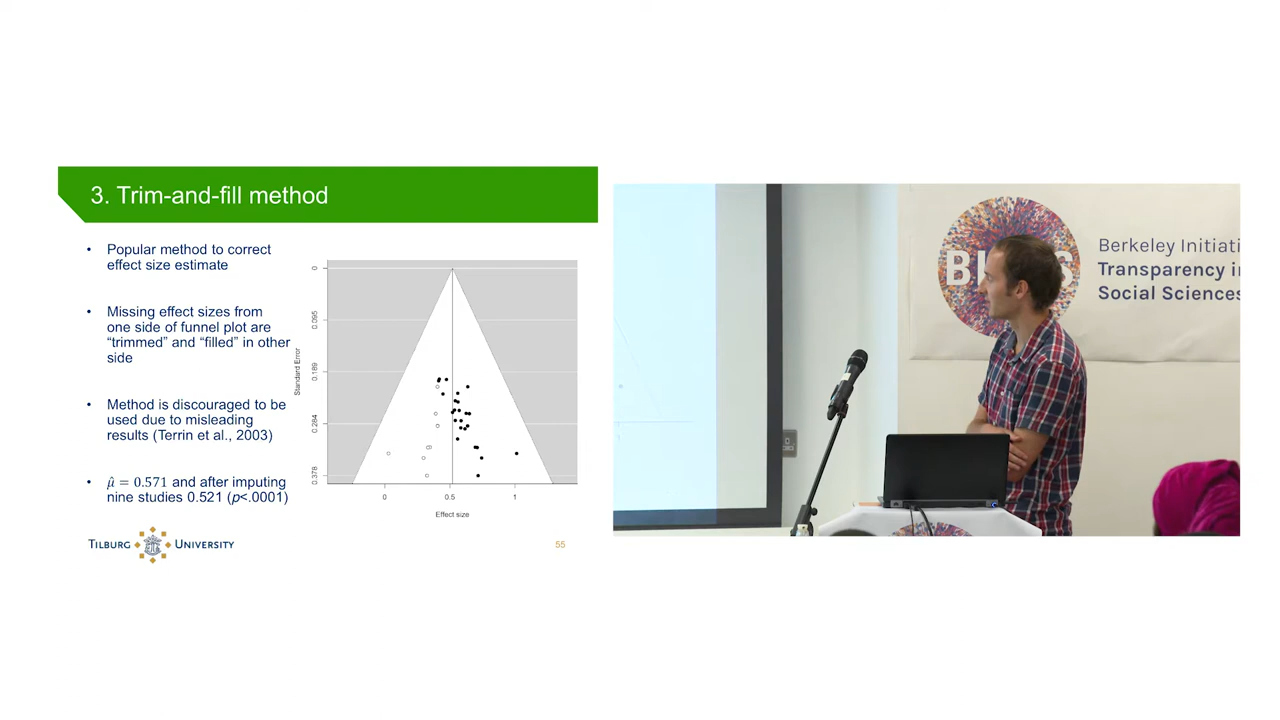 3. Trim-and-fill method
• Popular method to correct
effect size estimate
• Missing effect sizes from
one side of funnel plot are
“trimmed” and “filled” in other
side
• Method is discouraged to be
used due to misleading
results (Terrin et al., 2003)
• μ̂ = 0.571 and after imputing
nine studies 0.521 (p<.0001)
Standard Error
0
0.095
0.189
0.284
0.378
0
0.5
1
Effect size
TILBURG UNIVERSITY
55
Berkeley Initiati
Transparency in
Social Sciences